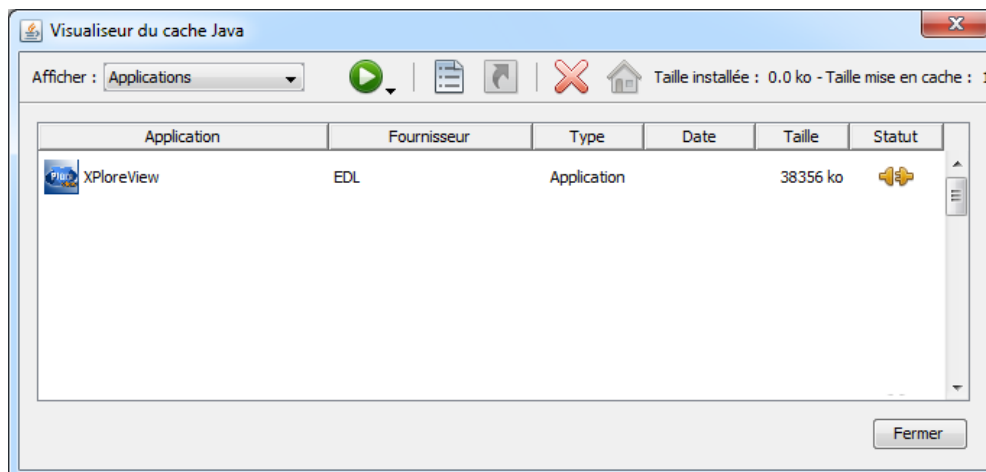 Visualiseur du cache Java
Afficher : Applications Taille installée : 0.0 ko - Taille mise en cache : 1
Application Fournisseur Type Date Taille Statut
XPloreView EDL Application 38356 ko
Fermer